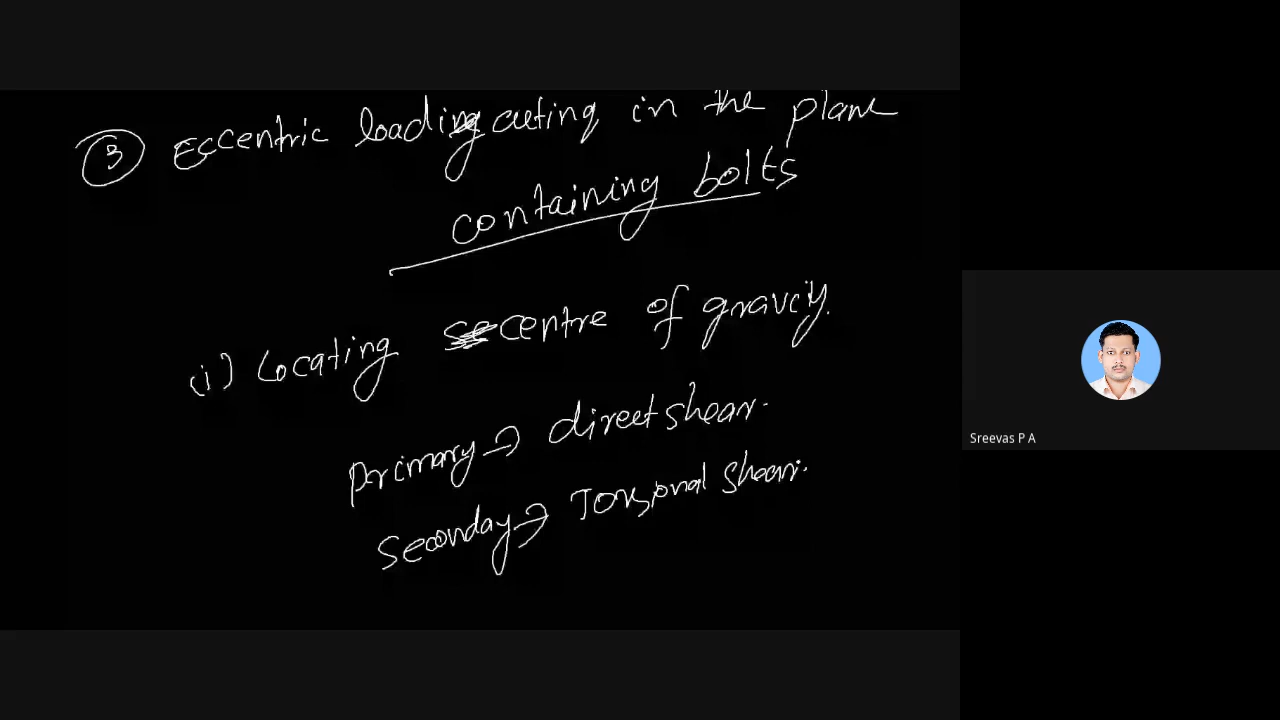 3 Eccentric loading acting in the plane
containing bolts
(i) Locating centre of gravity.
primary → direct shear.
Seconday → Torsional shear.
Sreevas P A